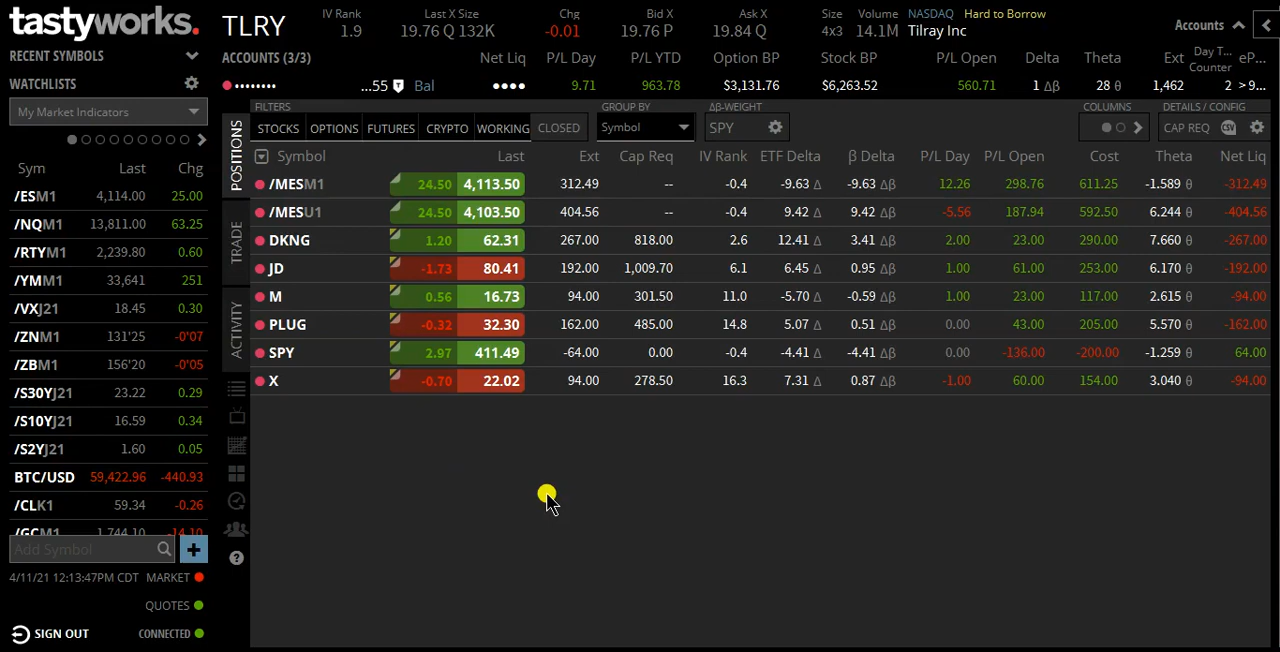 tastyworks.
TLRY
IV Rank
1.9
Last X Size
19.76 Q 132K
Chg
-0.01
Bid X
19.76 P
Ask X
19.84 Q
Size
4x3
Volume
14.1M
NASDAQ Hard to Borrow
Tilray Inc
Accounts
RECENT SYMBOLS
WATCHLISTS
My Market Indicators
Sym Last Chg
/ESM1 4,114.00 25.00
/NQM1 13,811.00 63.25
/RTYM1 2,239.80 0.60
/YMM1 33,641 251
/VXJ21 18.45 0.30
/ZNM1 131'25 -0'07
/ZBM1 156'20 -0'05
/S30YJ21 23.22 0.29
/S10YJ21 16.59 0.34
/S2YJ21 1.60 0.05
BTC/USD 59,422.96 -440.93
/CLK1 59.34 -0.26
/GCM1 1,744.10 -14.10
Add Symbol
4/11/21 12:13:47PM CDT MARKET
QUOTES
SIGN OUT CONNECTED
ACCOUNTS (3/3) Net Liq P/L Day P/L YTD Option BP Stock BP P/L Open Delta Theta Ext Day T... Counter eP...
...55 T Bal 9.71 963.78 $3,131.76 $6,263.52 560.71 1 Δβ 28 θ 1,462 2 >9...
FILTERS GROUP BY Δβ-WEIGHT COLUMNS DETAILS / CONFIG
STOCKS OPTIONS FUTURES CRYPTO WORKING CLOSED Symbol SPY CAP REQ CSV
POSITIONS
TRADE
ACTIVITY
Symbol Last Ext Cap Req IV Rank ETF Delta β Delta P/L Day P/L Open Cost Theta Net Liq
/MESM1 24.50 4,113.50 312.49 -- -0.4 -9.63 Δ -9.63 Δβ 12.26 298.76 611.25 -1.589 θ -312.49
/MESU1 24.50 4,103.50 404.56 -- -0.4 9.42 Δ 9.42 Δβ -5.56 187.94 592.50 6.244 θ -404.56
DKNG 1.20 62.31 267.00 818.00 2.6 12.41 Δ 3.41 Δβ 2.00 23.00 290.00 7.660 θ -267.00
JD -1.73 80.41 192.00 1,009.70 6.1 6.45 Δ 0.95 Δβ 1.00 61.00 253.00 6.170 θ -192.00
M 0.56 16.73 94.00 301.50 11.0 -5.70 Δ -0.59 Δβ 1.00 23.00 117.00 2.615 θ -94.00
PLUG -0.32 32.30 162.00 485.00 14.8 5.07 Δ 0.51 Δβ 0.00 43.00 205.00 5.570 θ -162.00
SPY 2.97 411.49 -64.00 0.00 -0.4 -4.41 Δ -4.41 Δβ 0.00 -136.00 -200.00 -1.259 θ 64.00
X -0.70 22.02 94.00 278.50 16.3 7.31 Δ 0.87 Δβ -1.00 60.00 154.00 3.040 θ -94.00